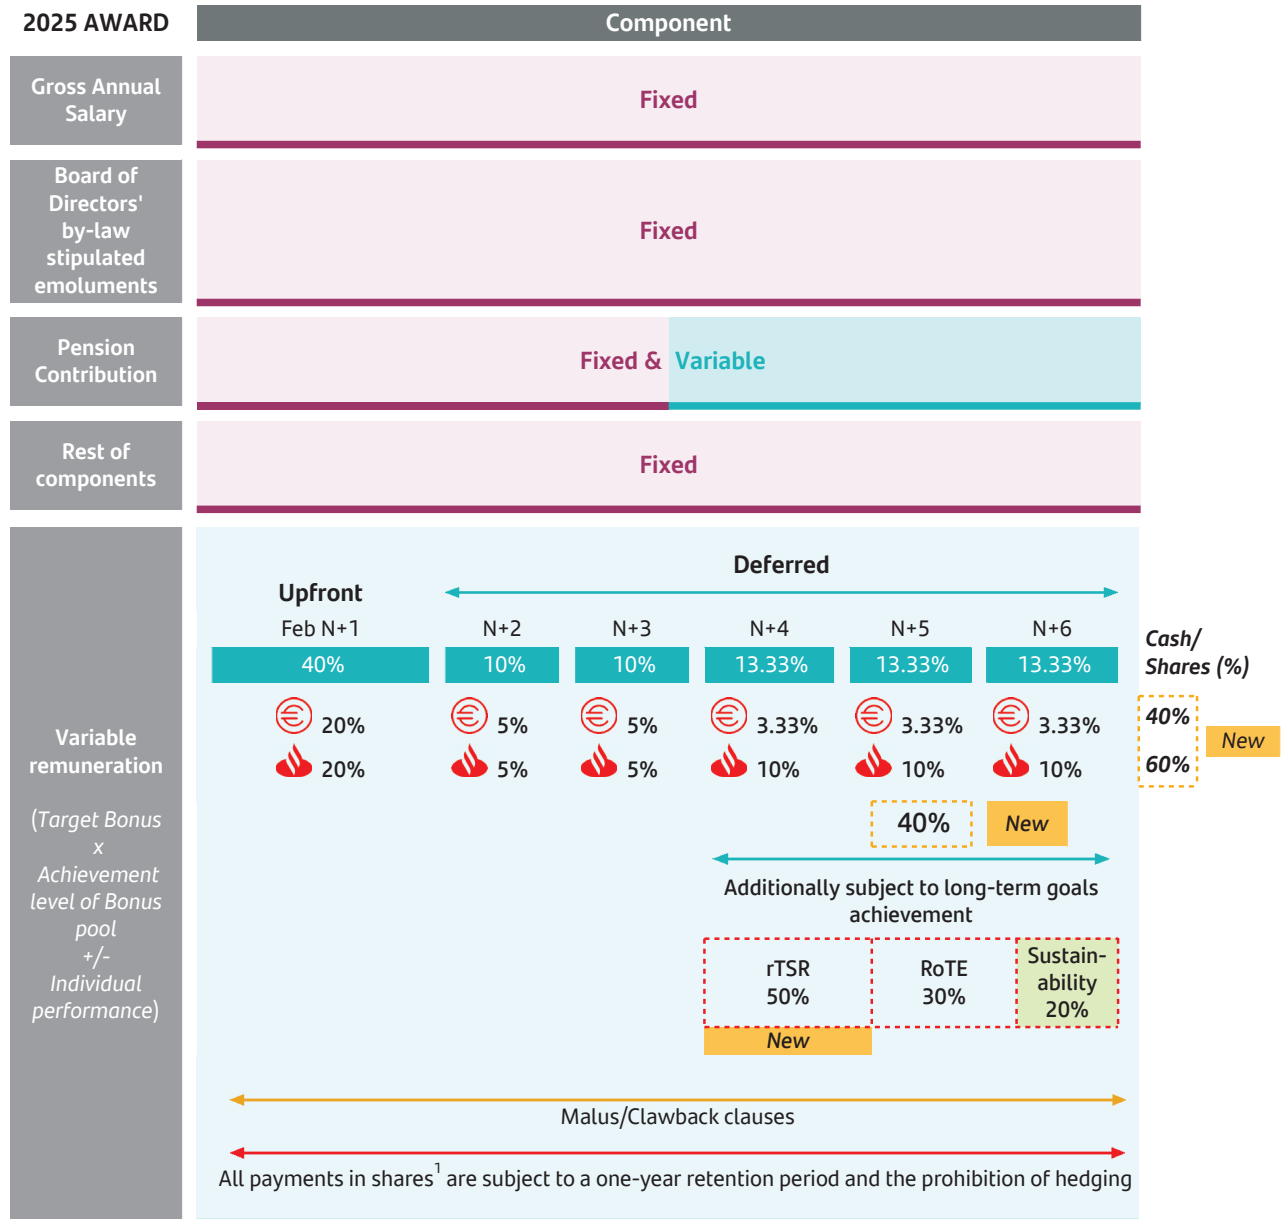 2025 AWARD
Component
Gross Annual
Salary
Fixed
Board of
Directors'
by-law
stipulated
emoluments
Fixed
Pension
Contribution
Fixed & Variable
Rest of
components
Fixed
Variable
remuneration
(Target Bonus
x
Achievement
level of Bonus
pool
+/-
Individual
performance)
Deferred
Upfront
Feb N+1
N+2
N+3
N+4
N+5
N+6
40%
10%
10%
13.33%
13.33%
13.33%
Cash/
Shares (%)
20%
5%
5%
3.33%
3.33%
3.33%
40%
20%
5%
5%
10%
10%
10%
60%
New
40%
New
Additionally subject to long-term goals
achievement
rTSR
50%
RoTE
30%
Sustain-
ability
20%
New
Malus/Clawback clauses
All payments in shares1 are subject to a one-year retention period and the prohibition of hedging